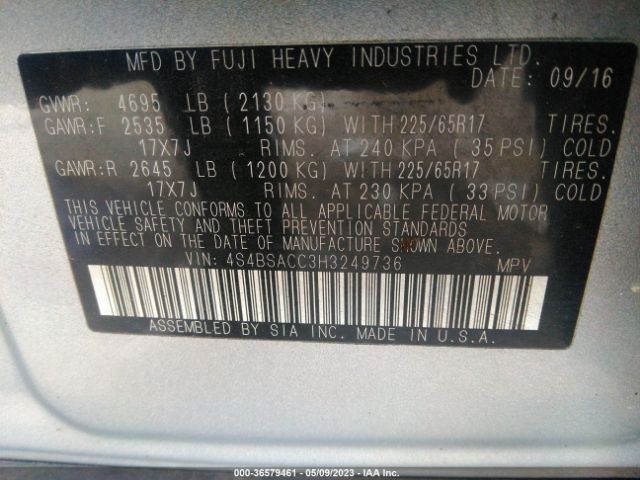 MFD BY FUJI HEAVY INDUSTRIES LTD.
DATE: 09/16
GVWR: 4695 LB ( 2130 KG)
GAWR:F 2535 LB ( 1150 KG) WITH 225/65R17 TIRES.
17X7J RIMS. AT 240 KPA ( 35 PSI) COLD
GAWR:R 2645 LB ( 1200 KG) WITH 225/65R17 TIRES.
17X7J RIMS. AT 230 KPA ( 33 PSI) COLD
THIS VEHICLE CONFORMS TO ALL APPLICABLE FEDERAL MOTOR
VEHICLE SAFETY AND THEFT PREVENTION STANDARDS
IN EFFECT ON THE DATE OF MANUFACTURE SHOWN ABOVE.
VIN: 4S4BSACC3H3249736 MPV
ASSEMBLED BY SIA INC. MADE IN U.S.A.
000-36579461 - 05/09/2023 - IAA Inc.